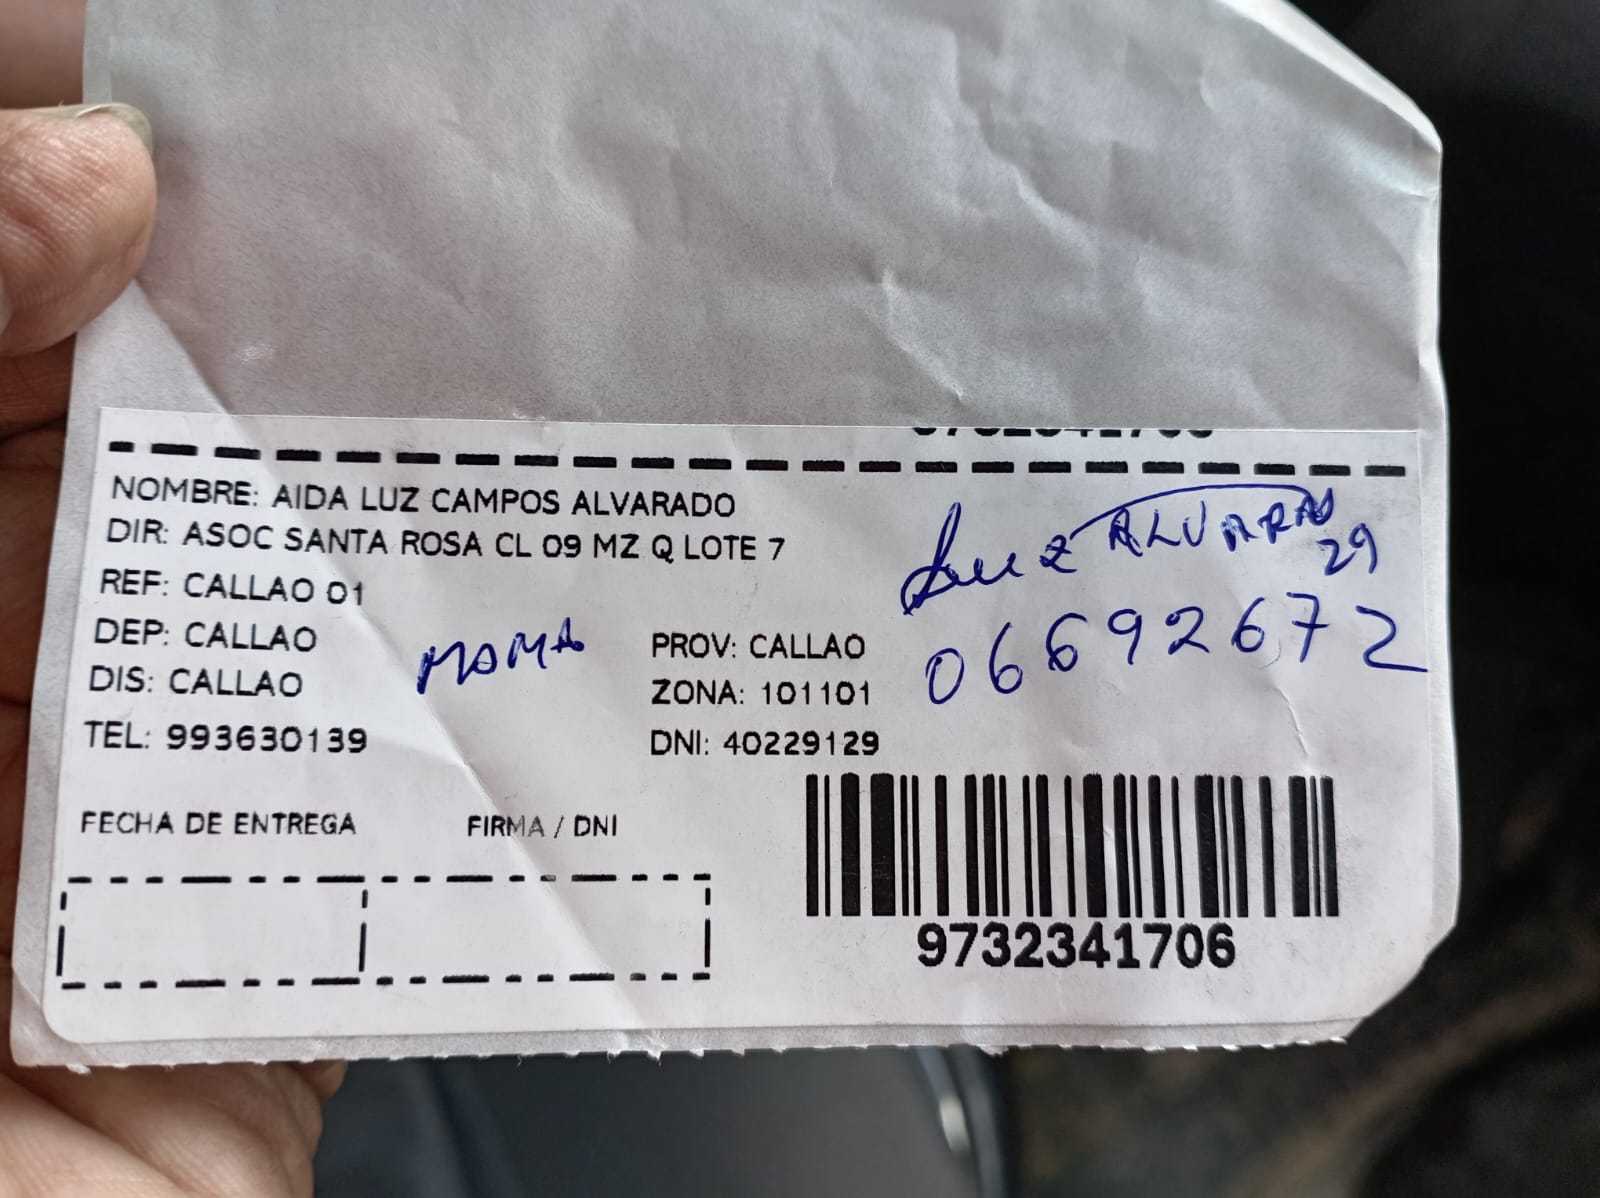 9732341706
NOMBRE: AIDA LUZ CAMPOS ALVARADO
DIR: ASOC SANTA ROSA CL 09 MZ Q LOTE 7
REF: CALLAO 01
DEP: CALLAO
DIS: CALLAO
TEL: 993630139
MAMA
PROV: CALLAO
ZONA: 101101
DNI: 40229129
Luz ALVARADO
29
06692672
FECHA DE ENTREGA
FIRMA / DNI
9732341706